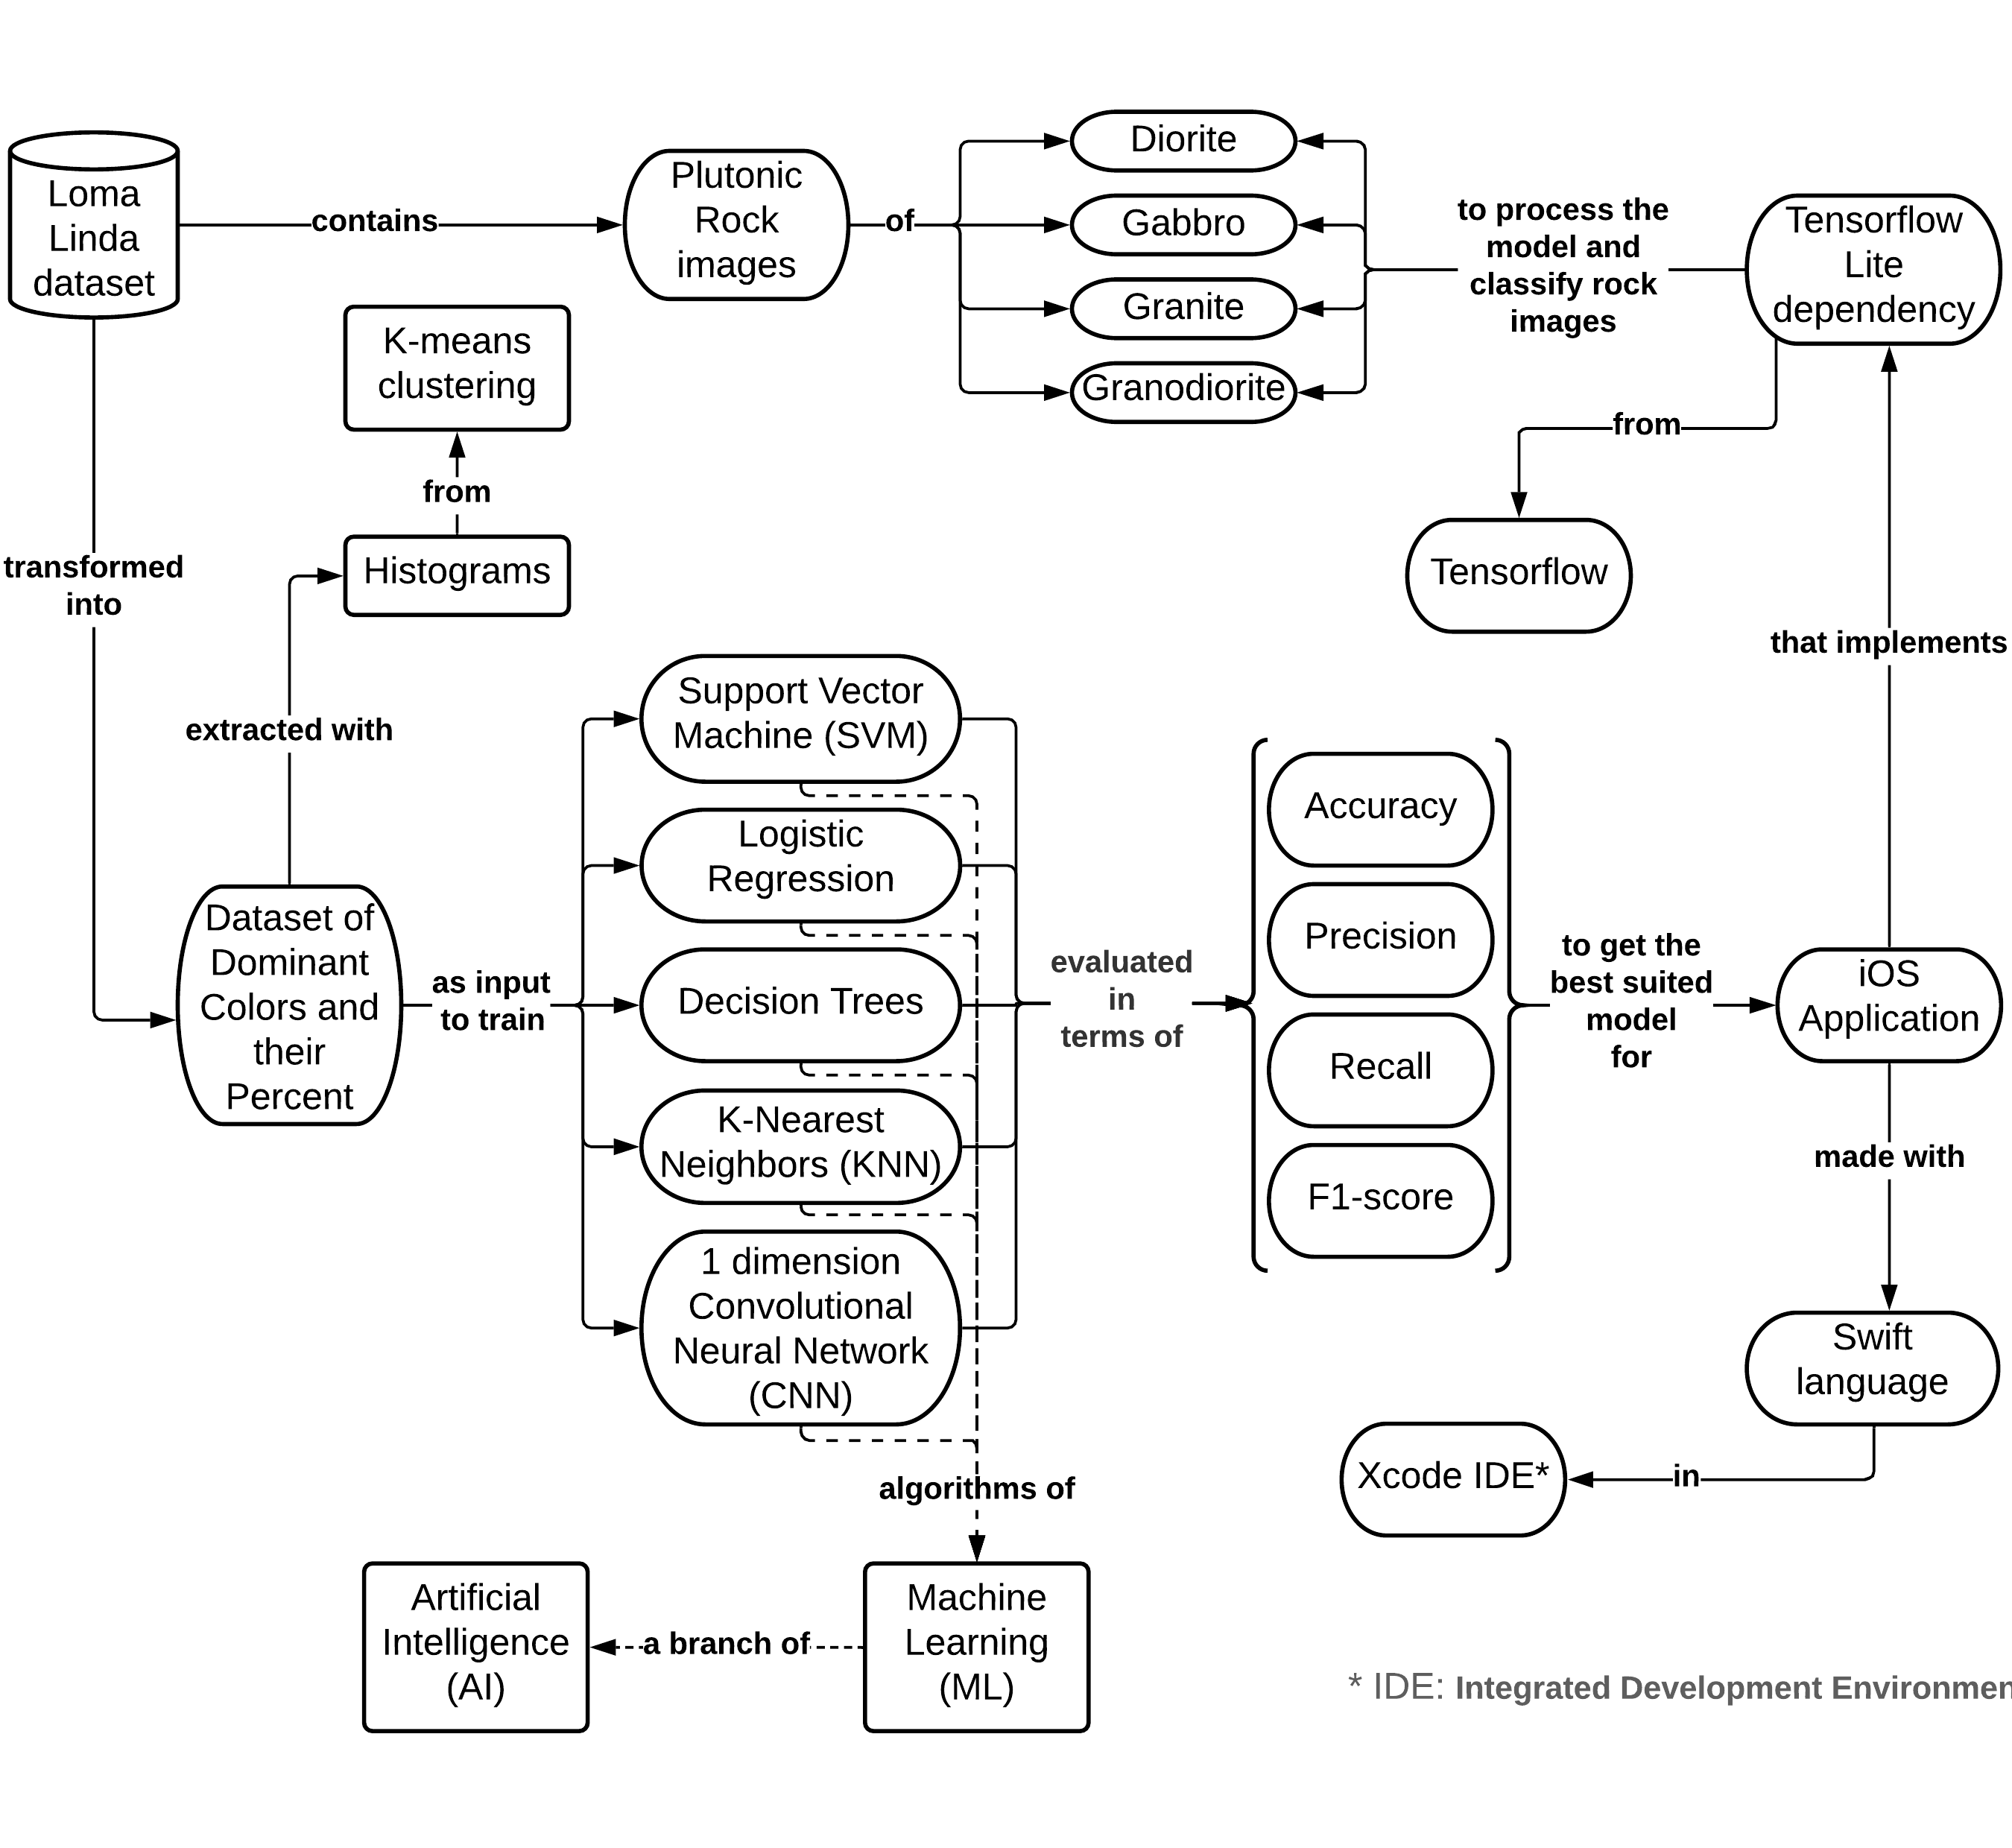 Loma
Linda
dataset
contains
Plutonic
Rock
images
of
Diorite
Gabbro
Granite
Granodiorite
to process the
model and
classify rock
images
Tensorflow
Lite
dependency
K-means
clustering
from
Histograms
from
Tensorflow
transformed
into
that implements
extracted with
Dataset of
Dominant
Colors and
their
Percent
as input
to train
Support Vector
Machine (SVM)
Logistic
Regression
Decision Trees
K-Nearest
Neighbors (KNN)
1 dimension
Convolutional
Neural Network
(CNN)
evaluated
in
terms of
Accuracy
Precision
Recall
F1-score
to get the
best suited
model
for
iOS
Application
made with
Swift
language
in
Xcode IDE*
algorithms of
Machine
Learning
(ML)
a branch of
Artificial
Intelligence
(AI)
* IDE: Integrated Development Environmen